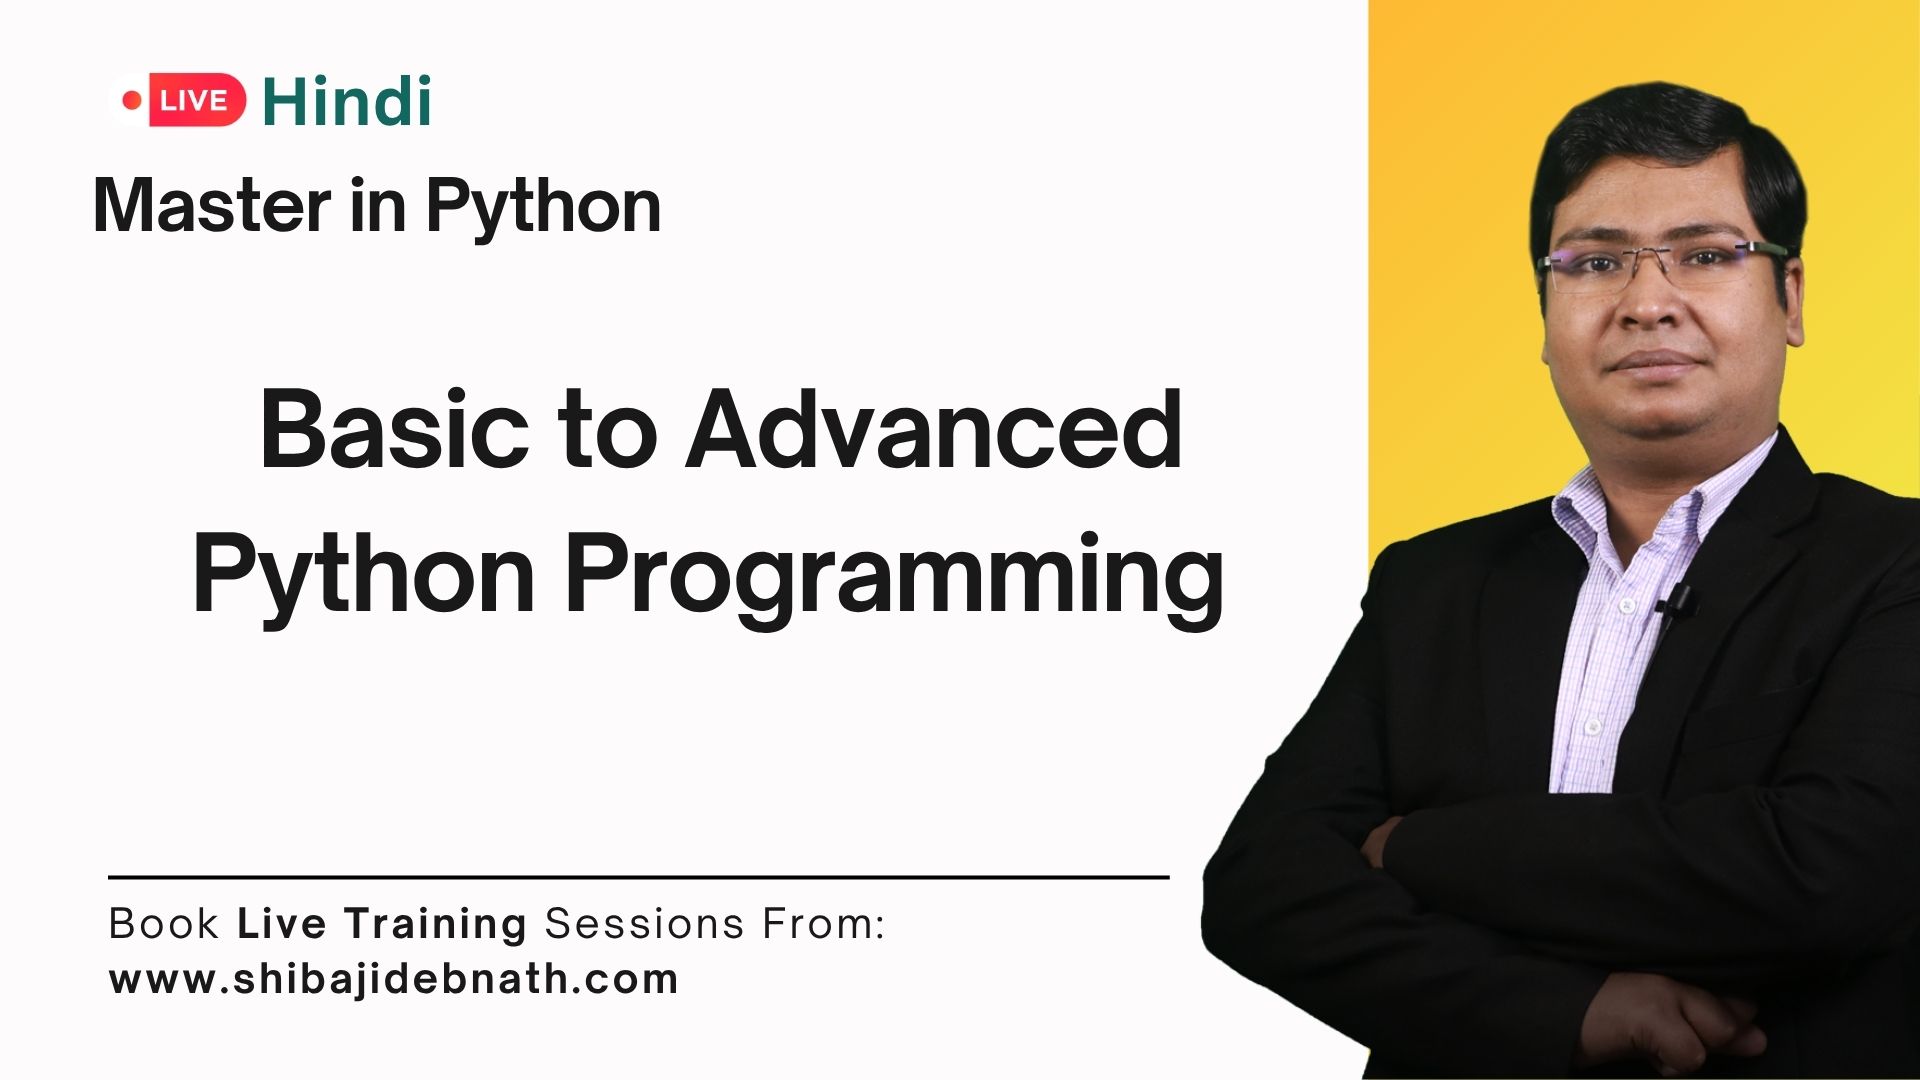 LIVE Hindi
Master in Python
Basic to Advanced
Python Programming
Book Live Training Sessions From:
www.shibajidebnath.com